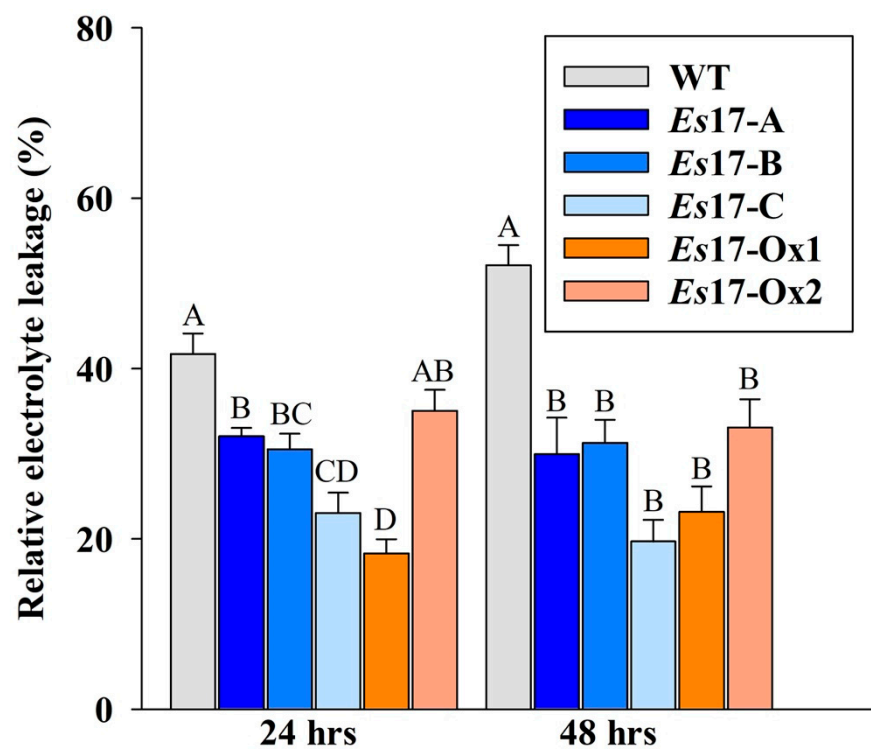 Relative electrolyte leakage (%)
80
60
40
20
0
WT
Es17-A
Es17-B
Es17-C
Es17-Ox1
Es17-Ox2
A
B
BC
CD
D
AB
A
B
B
B
B
B
24 hrs
48 hrs